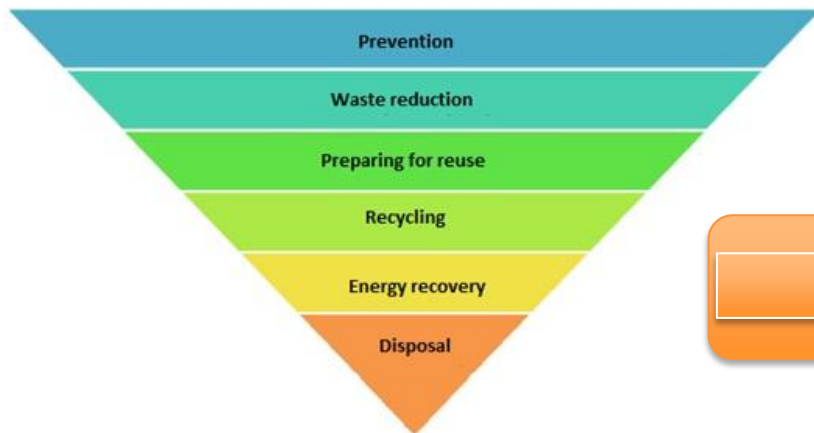 Prevention
Waste reduction
Preparing for reuse
Recycling
Energy recovery
Disposal